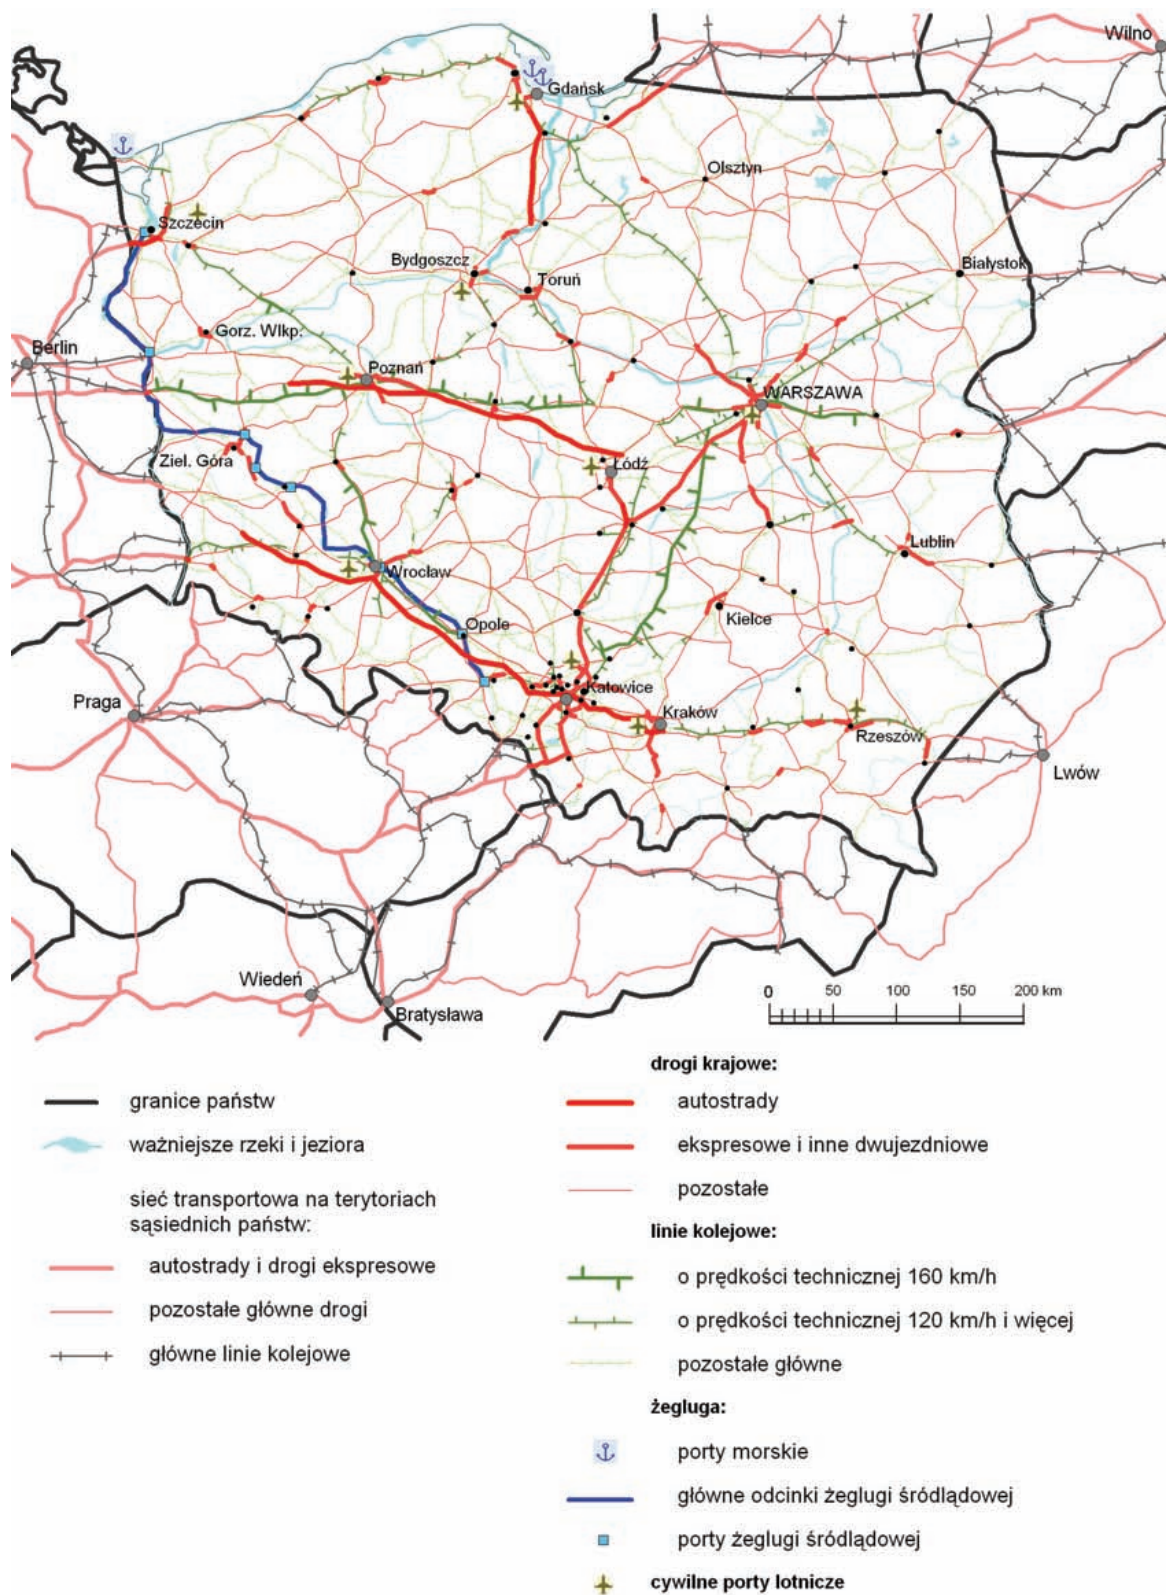 Wilno
Gdańsk
Olsztyn
Szczecin
Bydgoszcz
Toruń
Białystok
Gorz. Wlkp.
Berlin
Poznań
WARSZAWA
Ziel. Góra
Łódź
Lublin
Wrocław
Kielce
Opole
Katowice
Praga
Kraków
Rzeszów
Lwów
Wiedeń
Bratysława
0 50 100 150 200 km
drogi krajowe:
granice państw
autostrady
ważniejsze rzeki i jeziora
ekspresowe i inne dwujezdniowe
sieć transportowa na terytoriach
sąsiednich państw:
pozostałe
linie kolejowe:
autostrady i drogi ekspresowe
o prędkości technicznej 160 km/h
pozostałe główne drogi
o prędkości technicznej 120 km/h i więcej
główne linie kolejowe
pozostałe główne
żegluga:
porty morskie
główne odcinki żeglugi śródlądowej
porty żeglugi śródlądowej
cywilne porty lotnicze